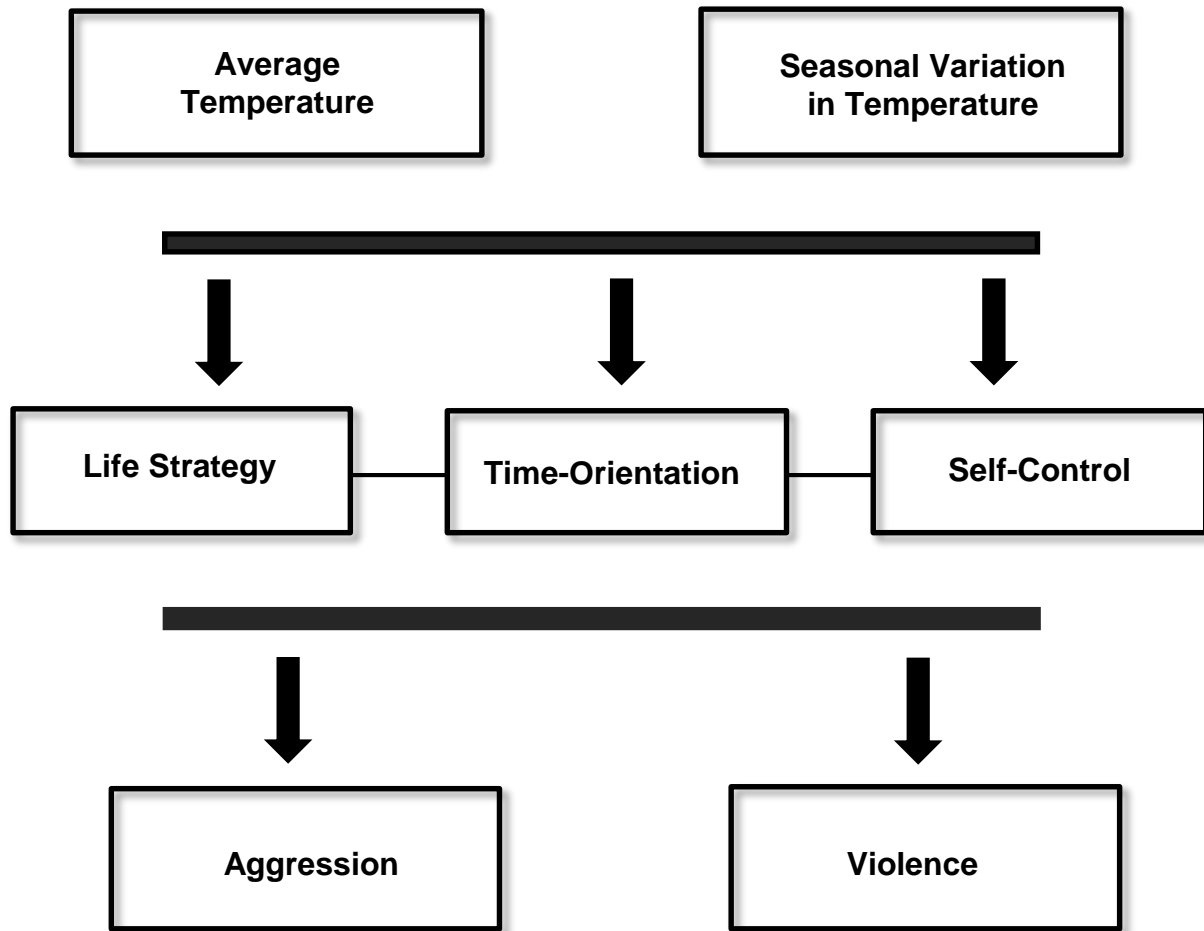 Average
Temperature
Seasonal Variation
in Temperature
Life Strategy
Time-Orientation
Self-Control
Aggression
Violence